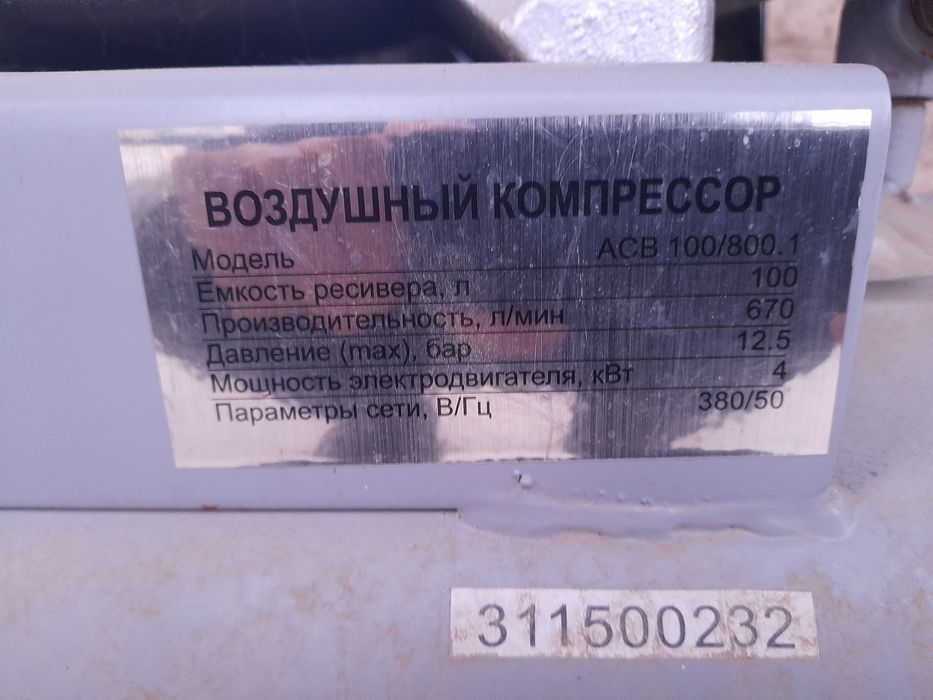 ВОЗДУШНЫЙ КОМПРЕССОР
Модель АСВ 100/800.1
Емкость ресивера, л 100
Производительность, л/мин 670
Давление (max), бар 12.5
Мощность электродвигателя, кВт 4
Параметры сети, В/Гц 380/50
311500232